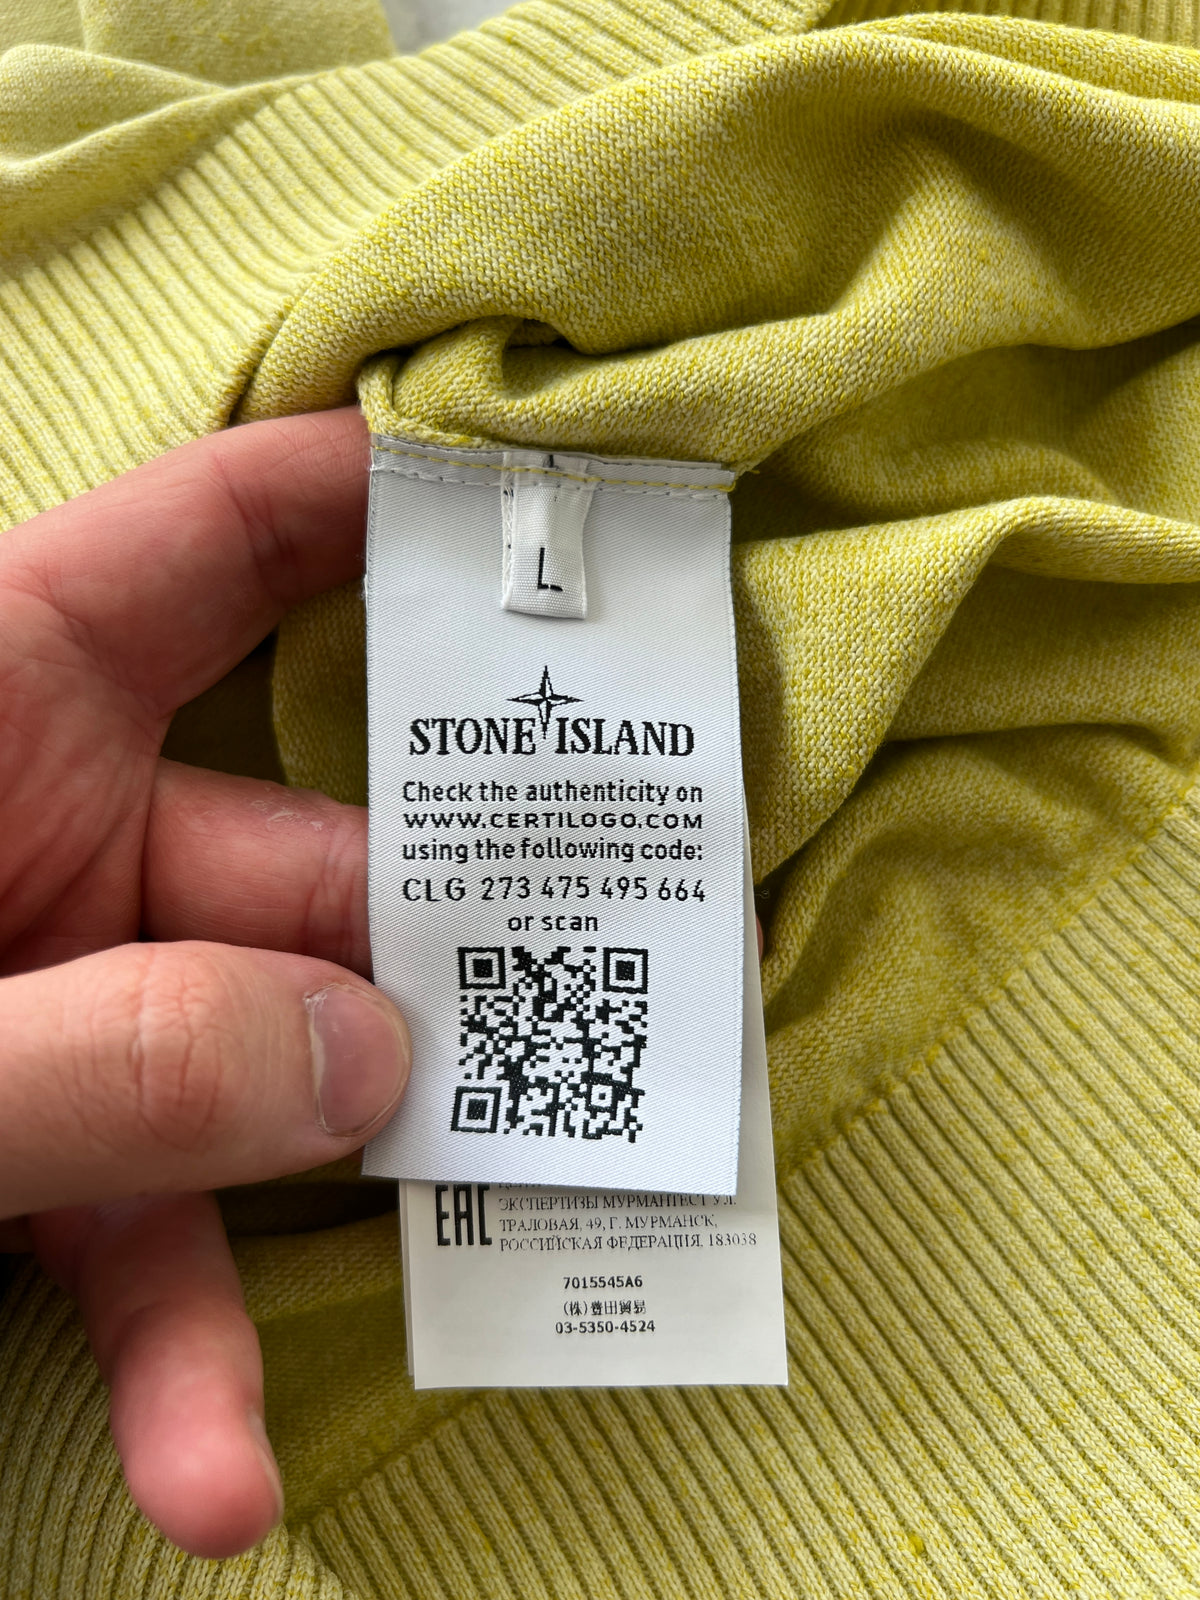 L
STONE ISLAND
Check the authenticity on
WWW.CERTILOGO.COM
using the following code:
CLG 273 475 495 664
or scan
EAC
ЭКСПЕРТИЗЫ МУРМАНТЕСТ УЛ.
ТРАЛОВАЯ, 49, Г. МУРМАНСК,
РОССИЙСКАЯ ФЕДЕРАЦИЯ, 183038
7015545A6
(株)豊田貿易
03-5350-4524